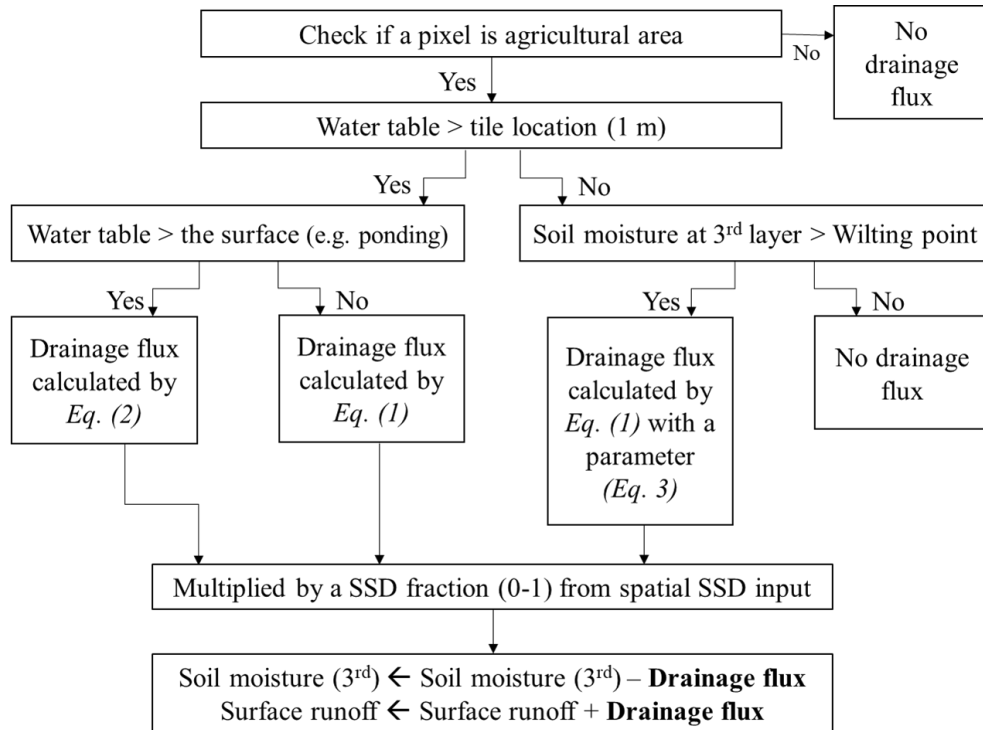 Check if a pixel is agricultural area
No
No
drainage
flux
Yes
Water table > tile location (1 m)
Yes
No
Water table > the surface (e.g. ponding)
Soil moisture at 3rd layer > Wilting point
Yes
No
Yes
No
Drainage flux
calculated by
Eq. (2)
Drainage flux
calculated by
Eq. (1)
Drainage flux
calculated by
Eq. (1) with a
parameter
(Eq. 3)
No drainage
flux
Multiplied by a SSD fraction (0-1) from spatial SSD input
Soil moisture (3rd) ← Soil moisture (3rd) – Drainage flux
Surface runoff ← Surface runoff + Drainage flux